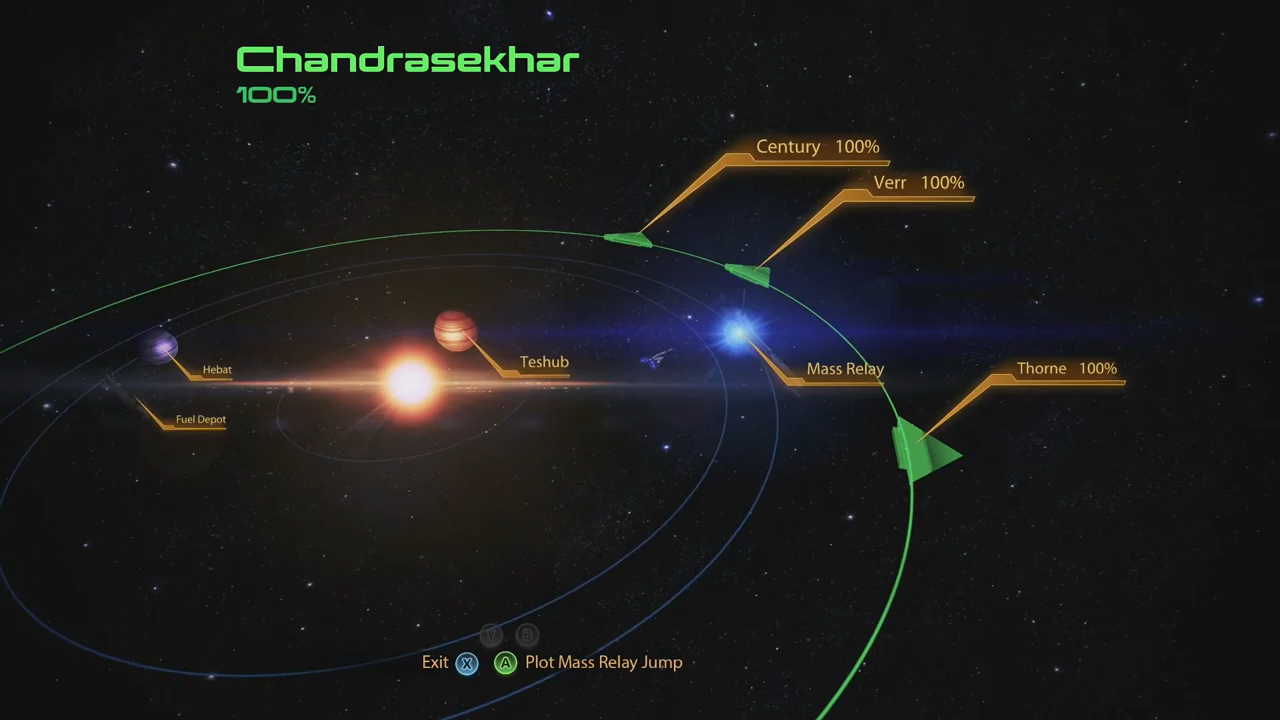 Chandrasekhar
100%
Century 100%
Verr 100%
Hebat
Teshub
Mass Relay
Thorne 100%
Fuel Depot
Y B
Exit X A Plot Mass Relay Jump